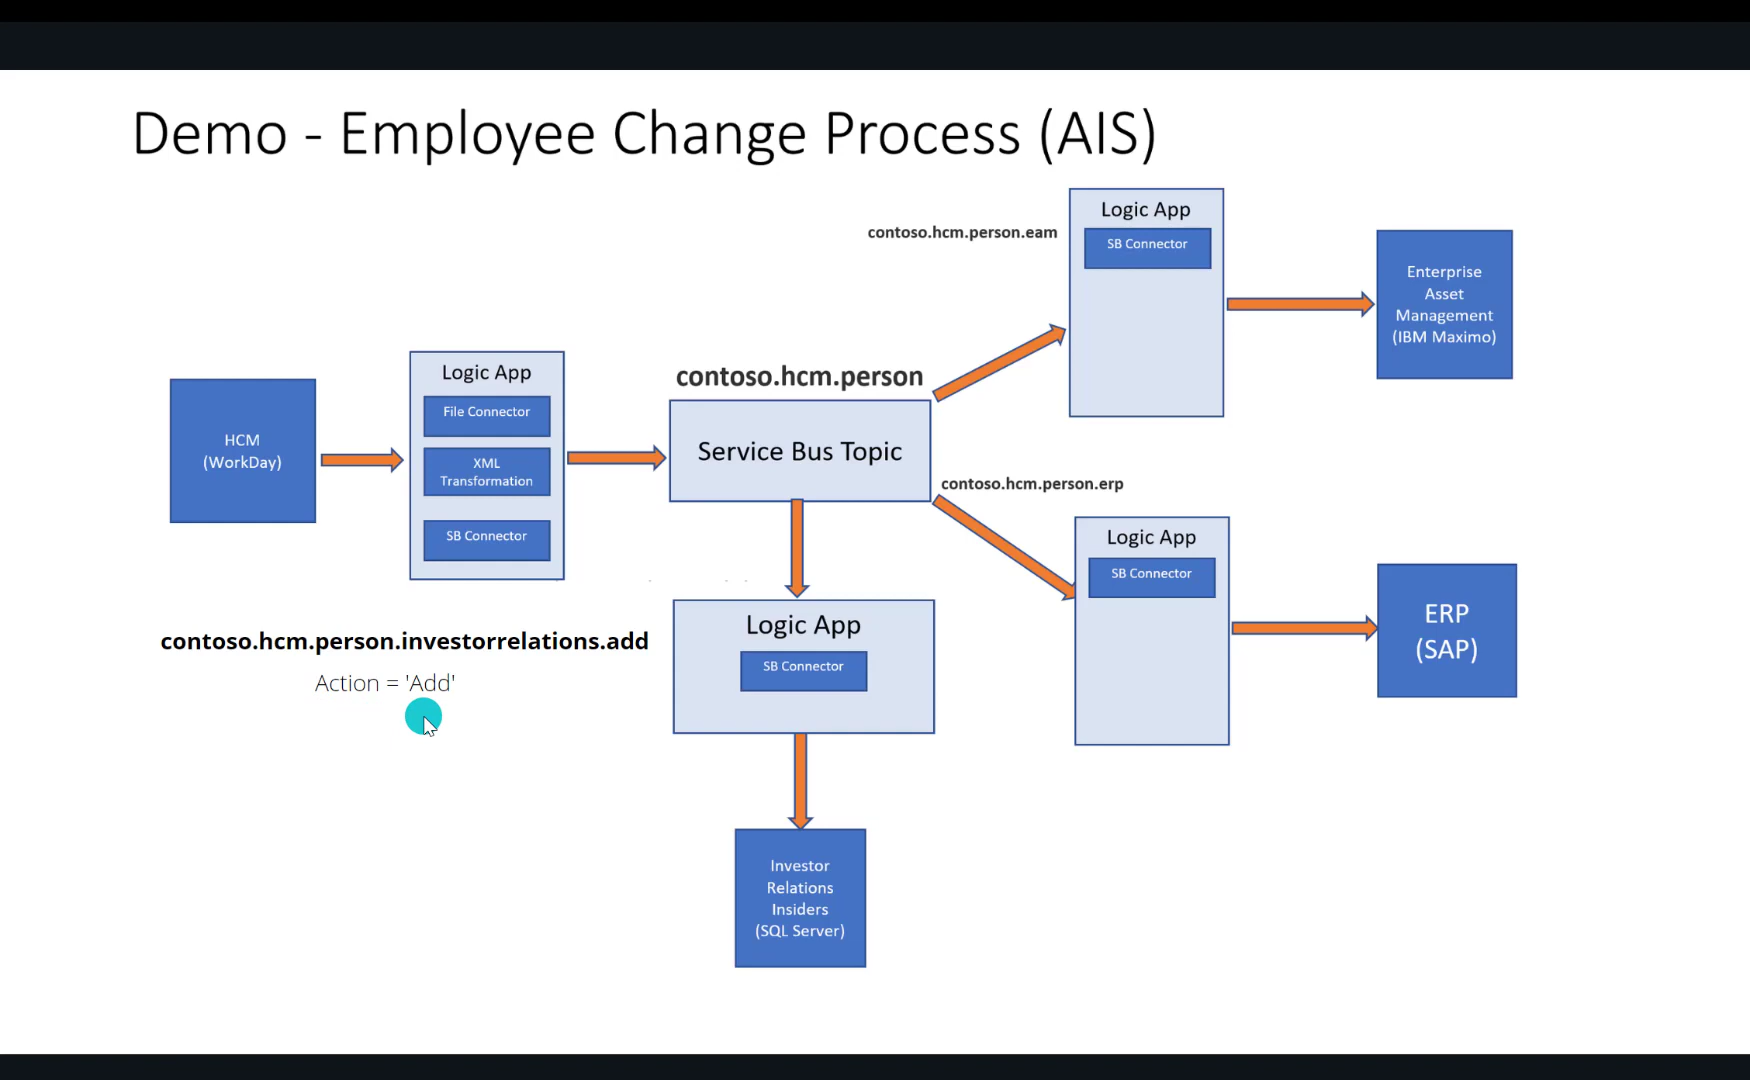 Demo - Employee Change Process (AIS)
Logic App
SB Connector
contoso.hcm.person.eam
Enterprise
Asset
Management
(IBM Maximo)
HCM
(WorkDay)
Logic App
File Connector
XML
Transformation
SB Connector
contoso.hcm.person
Service Bus Topic
contoso.hcm.person.erp
Logic App
SB Connector
ERP
(SAP)
contoso.hcm.person.investorrelations.add
Action = 'Add'
Logic App
SB Connector
Investor
Relations
Insiders
(SQL Server)